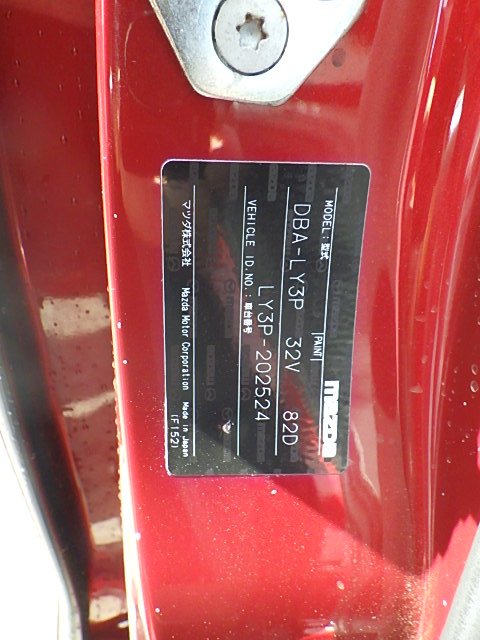 MODEL:型式 PAINT mazda
DBA-LY3P 32V 82D
VEHICLE ID.NO.:車台番号
LY3P-202524
マツダ株式会社 Mazda Motor Corporation Made in Japan
(F152)